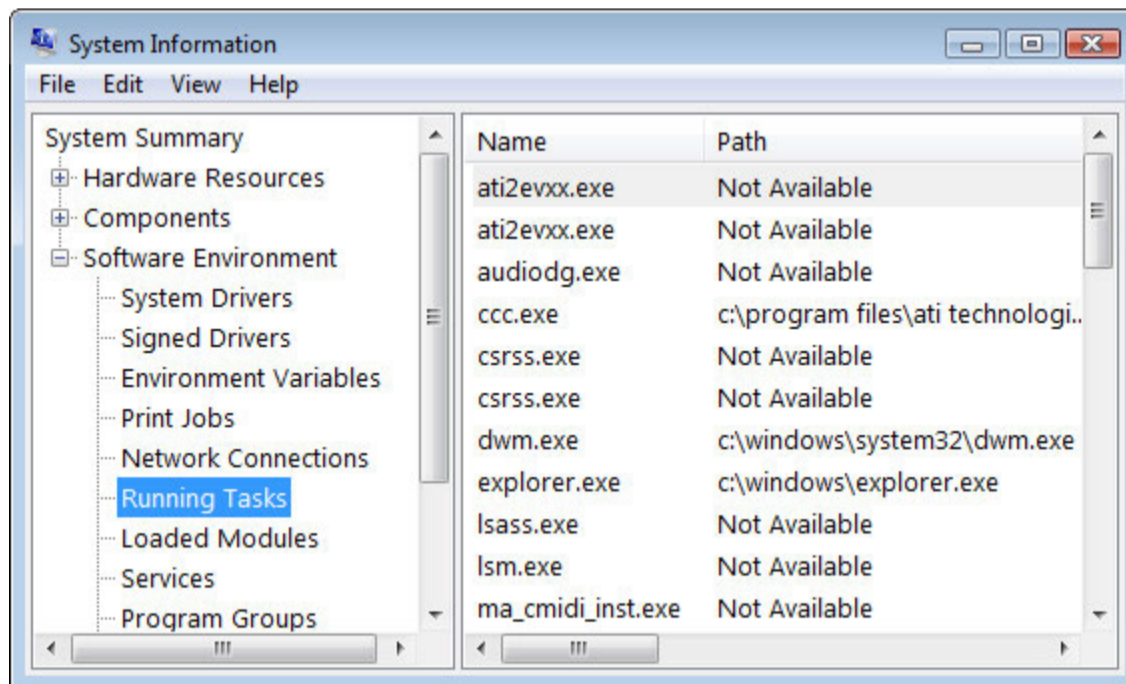 System Information
File Edit View Help
System Summary
Hardware Resources
Components
Software Environment
System Drivers
Signed Drivers
Environment Variables
Print Jobs
Network Connections
Running Tasks
Loaded Modules
Services
Program Groups
Name Path
ati2evxx.exe Not Available
ati2evxx.exe Not Available
audiodg.exe Not Available
ccc.exe c:\program files\ati technologi..
csrss.exe Not Available
csrss.exe Not Available
dwm.exe c:\windows\system32\dwm.exe
explorer.exe c:\windows\explorer.exe
lsass.exe Not Available
lsm.exe Not Available
ma_cmidi_inst.exe Not Available